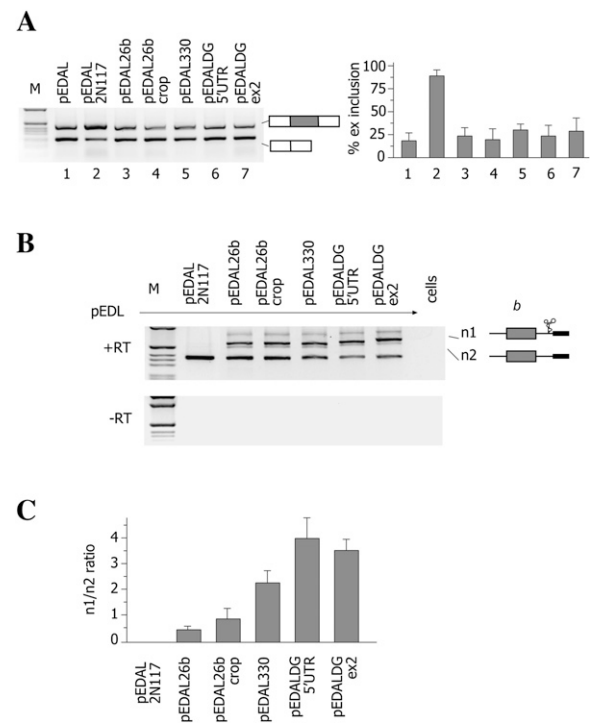 A
M
pEDAL
pEDAL
2N117
pEDAL26b
pEDAL26b
crop
pEDAL330
pEDALDG
5'UTR
pEDALDG
ex2
1 2 3 4 5 6 7
% ex inclusion
100
75
50
25
0
1 2 3 4 5 6 7
B
M
pEDAL
2N117
pEDAL26b
pEDAL26b
crop
pEDAL330
pEDALDG
5'UTR
pEDALDG
ex2
cells
pEDL
+RT
n1
n2
b
-RT
C
n1/n2 ratio
4
3
2
1
0
pEDAL
2N117
pEDAL26b
pEDAL26b
crop
pEDAL330
pEDALDG
5'UTR
pEDALDG
ex2